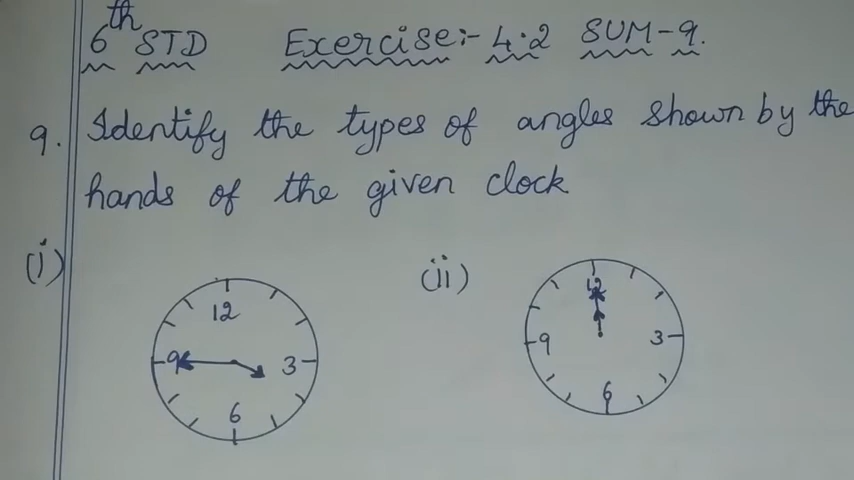 6th STD Exercise:- 4.2 SUM-9.
9. Identify the types of angles shown by the
hands of the given clock
(i) (ii)
12 12
9 3 9 3
6 6